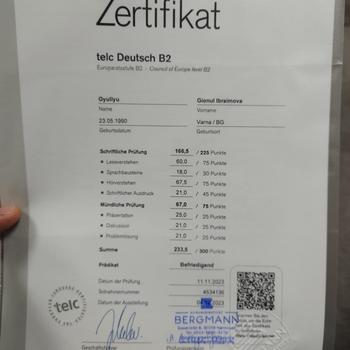 Zertifikat
telc Deutsch B2
Europaratsstufe B2 · Council of Europe level B2
Gyullyu Gionul Ibraimova
Name Vorname
23.05.1990 Varna / BG
Geburtsdatum Geburtsort
Schriftliche Prüfung 166,5 / 225 Punkte
Leseverstehen 60,0 / 75 Punkte
Sprachbausteine 18,0 / 30 Punkte
Hörverstehen 67,5 / 75 Punkte
Schriftlicher Ausdruck 21,0 / 45 Punkte
Mündliche Prüfung 67,0 / 75 Punkte
Präsentation 25,0 / 25 Punkte
Diskussion 21,0 / 25 Punkte
Problemlösung 21,0 / 25 Punkte
Summe 233,5 / 300 Punkte
Prädikat Befriedigend
Datum der Prüfung 11.11.2023
Teilnehmernummer 4534136
Datum der Ausstellung
telc
BERGMANN
Geschäftsführer